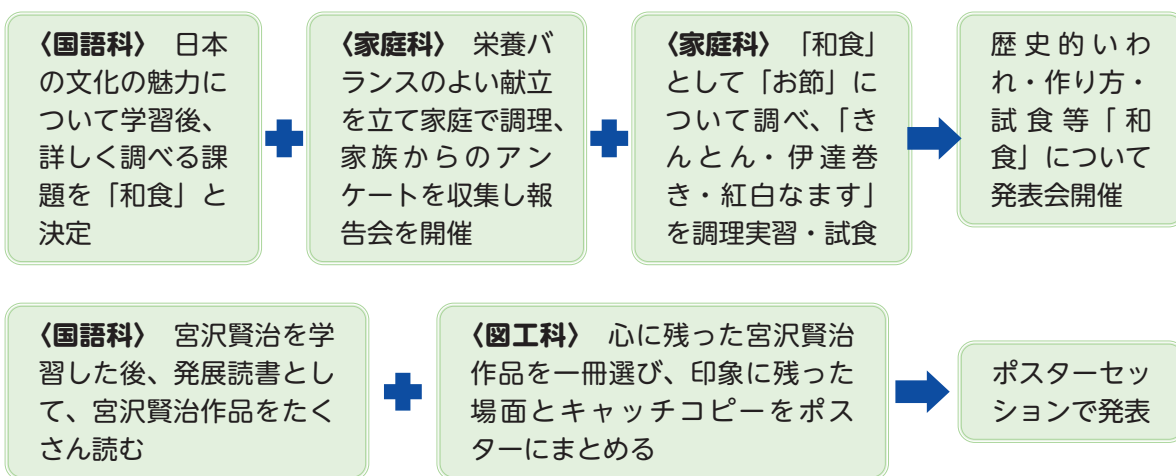 〈国語科〉 日本
の文化の魅力に
ついて学習後、
詳しく調べる課
題を「和食」と
決定
〈家庭科〉 栄養バ
ランスのよい献立
を立て家庭で調理、
家族からのアン
ケートを収集し報
告会を開催
〈家庭科〉「和食」
として「お節」に
ついて調べ、「き
んとん・伊達巻
き・紅白なます」
を調理実習・試食
歴史的いわ
れ・作り方・
試食等「和
食」について
発表会開催
〈国語科〉 宮沢賢治を学
習した後、発展読書とし
て、宮沢賢治作品をたく
さん読む
〈図工科〉 心に残った宮沢賢治
作品を一冊選び、印象に残った
場面とキャッチコピーをポス
ターにまとめる
ポスターセッ
ションで発表